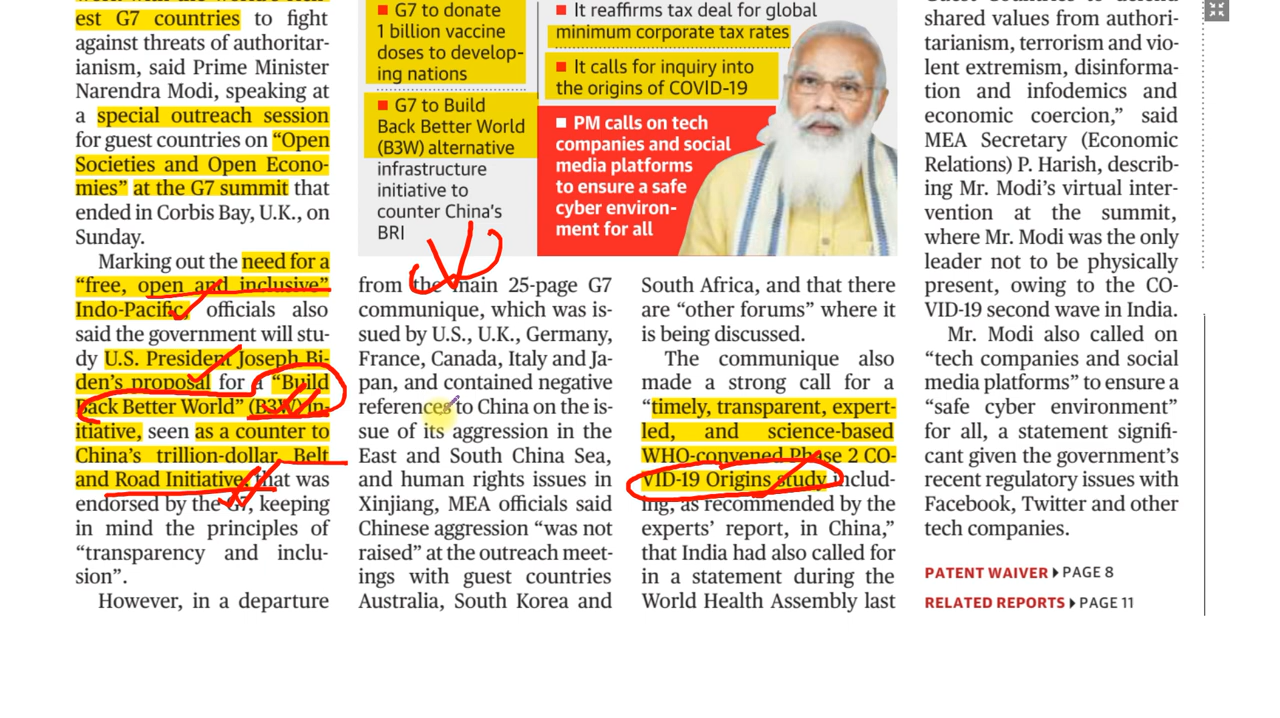 work with the world's rich-
est G7 countries to fight
against threats of authoritar-
ianism, said Prime Minister
Narendra Modi, speaking at
a special outreach session
for guest countries on “Open
Societies and Open Econo-
mies” at the G7 summit that
ended in Corbis Bay, U.K., on
Sunday.
Marking out the need for a
“free, open and inclusive”
Indo-Pacific, officials also
said the government will stu-
dy U.S. President Joseph Bi-
den’s proposal for a “Build
Back Better World” (B3W) in-
itiative, seen as a counter to
China’s trillion-dollar Belt
and Road Initiative, that was
endorsed by the G7, keeping
in mind the principles of
“transparency and inclu-
sion”.
However, in a departure
■ G7 to donate
1 billion vaccine
doses to develop-
ing nations
■ G7 to Build
Back Better World
(B3W) alternative
infrastructure
initiative to
counter China’s
BRI
■ It reaffirms tax deal for global
minimum corporate tax rates
■ It calls for inquiry into
the origins of COVID-19
■ PM calls on tech
companies and social
media platforms
to ensure a safe
cyber environ-
ment for all
from the main 25-page G7
communique, which was is-
sued by U.S., U.K., Germany,
France, Canada, Italy and Ja-
pan, and contained negative
references to China on the is-
sue of its aggression in the
East and South China Sea,
and human rights issues in
Xinjiang, MEA officials said
Chinese aggression “was not
raised” at the outreach meet-
ings with guest countries
Australia, South Korea and
South Africa, and that there
are “other forums” where it
is being discussed.
The communique also
made a strong call for a
“timely, transparent, expert-
led, and science-based
WHO-convened Phase 2 CO-
VID-19 Origins study includ-
ing, as recommended by the
experts’ report, in China,”
that India had also called for
in a statement during the
World Health Assembly last
Guest Countries to defend
shared values from authori-
tarianism, terrorism and vio-
lent extremism, disinforma-
tion and infodemics and
economic coercion,” said
MEA Secretary (Economic
Relations) P. Harish, describ-
ing Mr. Modi’s virtual inter-
vention at the summit,
where Mr. Modi was the only
leader not to be physically
present, owing to the CO-
VID-19 second wave in India.
Mr. Modi also called on
“tech companies and social
media platforms” to ensure a
“safe cyber environment”
for all, a statement signifi-
cant given the government’s
recent regulatory issues with
Facebook, Twitter and other
tech companies.
PATENT WAIVER PAGE 8
RELATED REPORTS PAGE 11